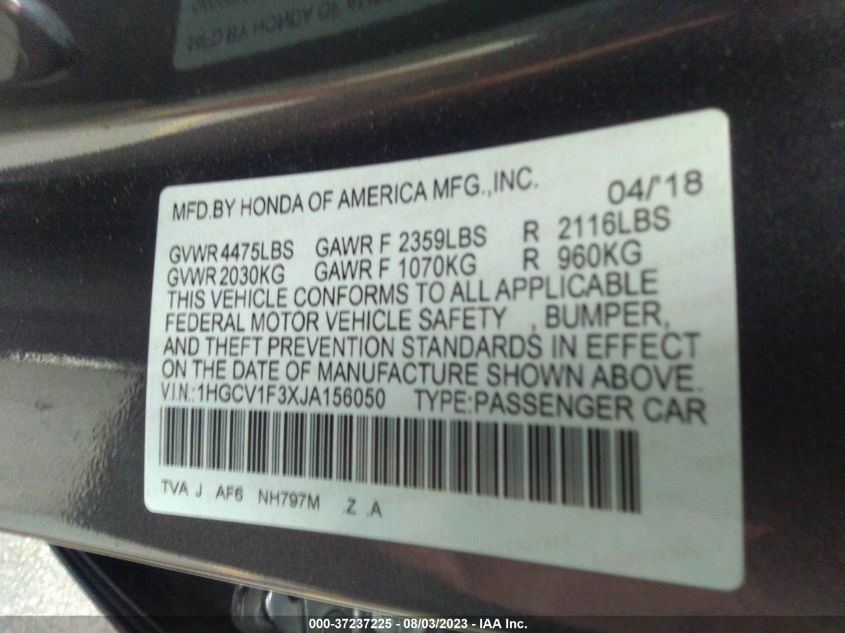 MFD.BY HONDA OF AMERICA MFG.,INC. 04/'18
GVWR 4475LBS GAWR F 2359LBS R 2116LBS
GVWR 2030KG GAWR F 1070KG R 960KG
THIS VEHICLE CONFORMS TO ALL APPLICABLE
FEDERAL MOTOR VEHICLE SAFETY , BUMPER,
AND THEFT PREVENTION STANDARDS IN EFFECT
ON THE DATE OF MANUFACTURE SHOWN ABOVE.
V.I.N.:1HGCV1F3XJA156050 TYPE:PASSENGER CAR
TVA J AF6 NH797M .Z .A
000-37237225 - 08/03/2023 - IAA Inc.